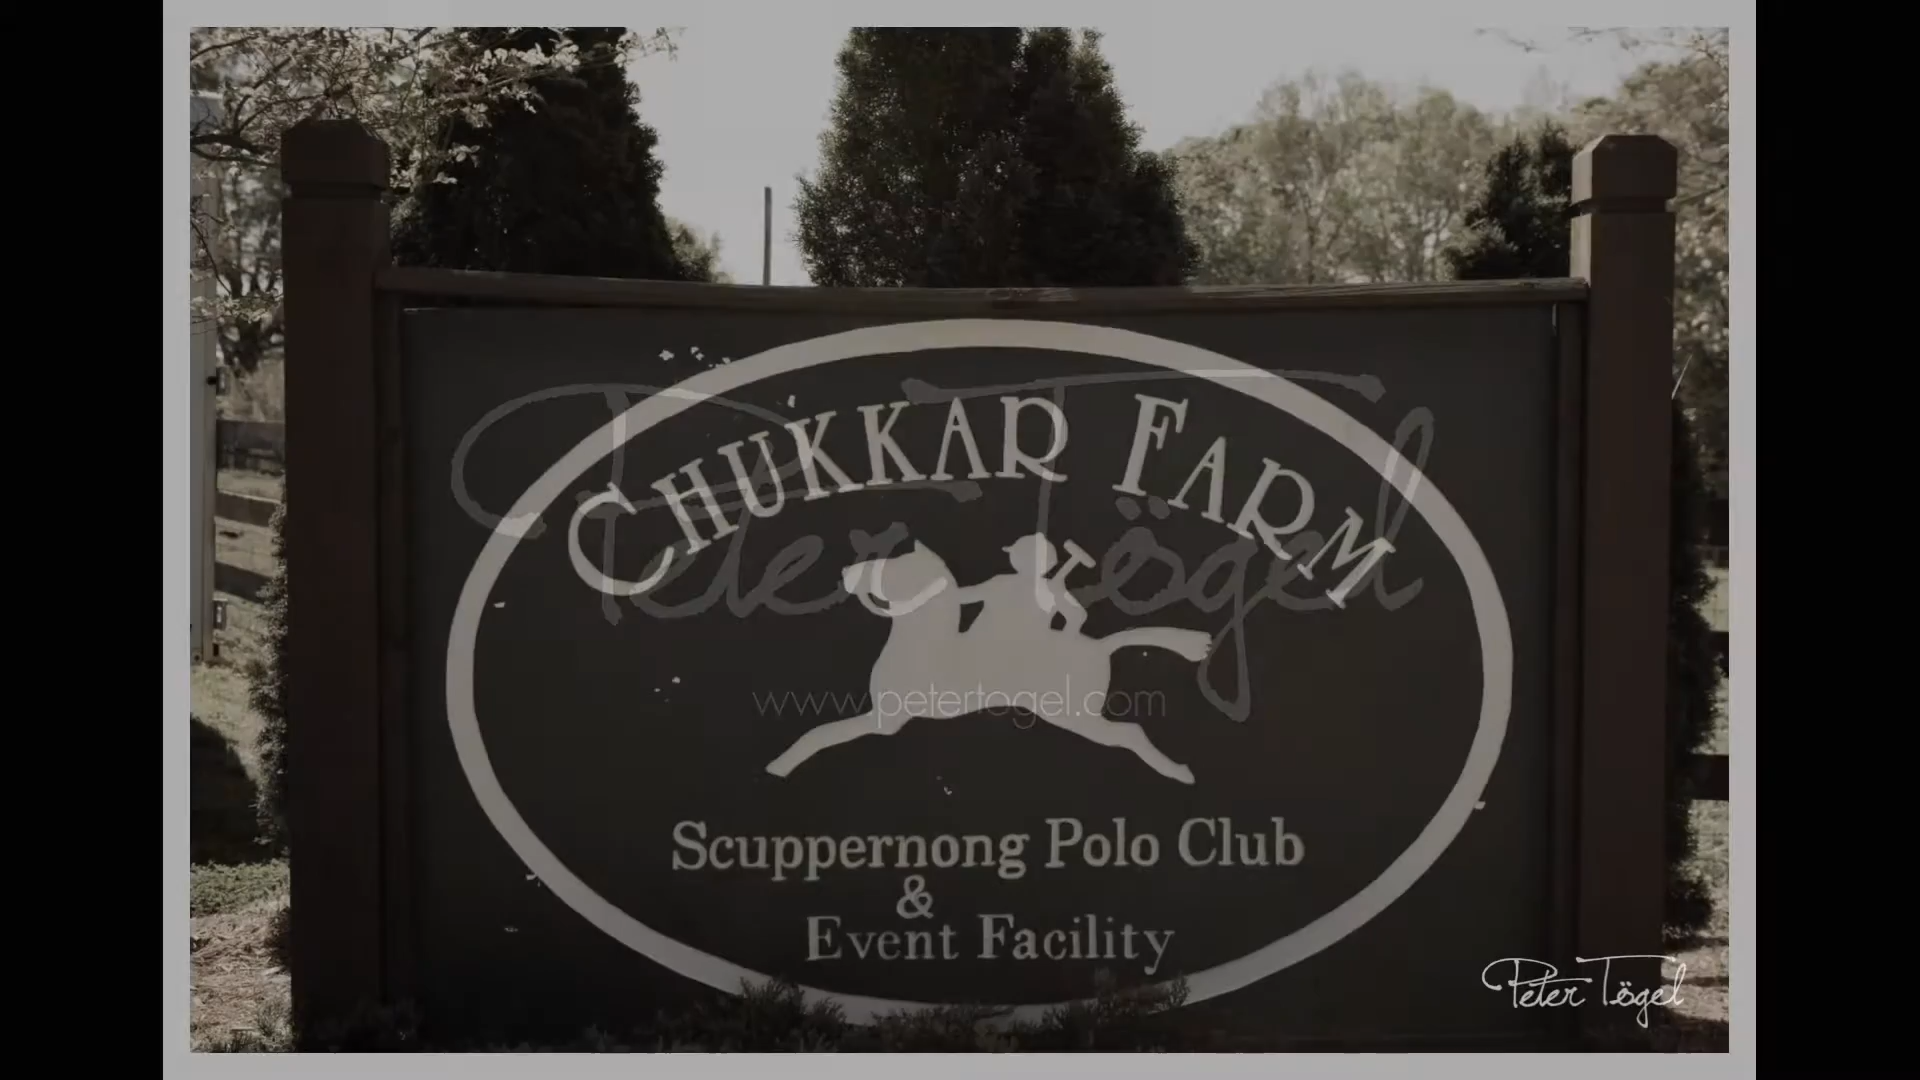 CHUKKAR FARM
Peter Tögel
www.petertogel.com
Scuppernong Polo Club
&
Event Facility
Peter Tögel